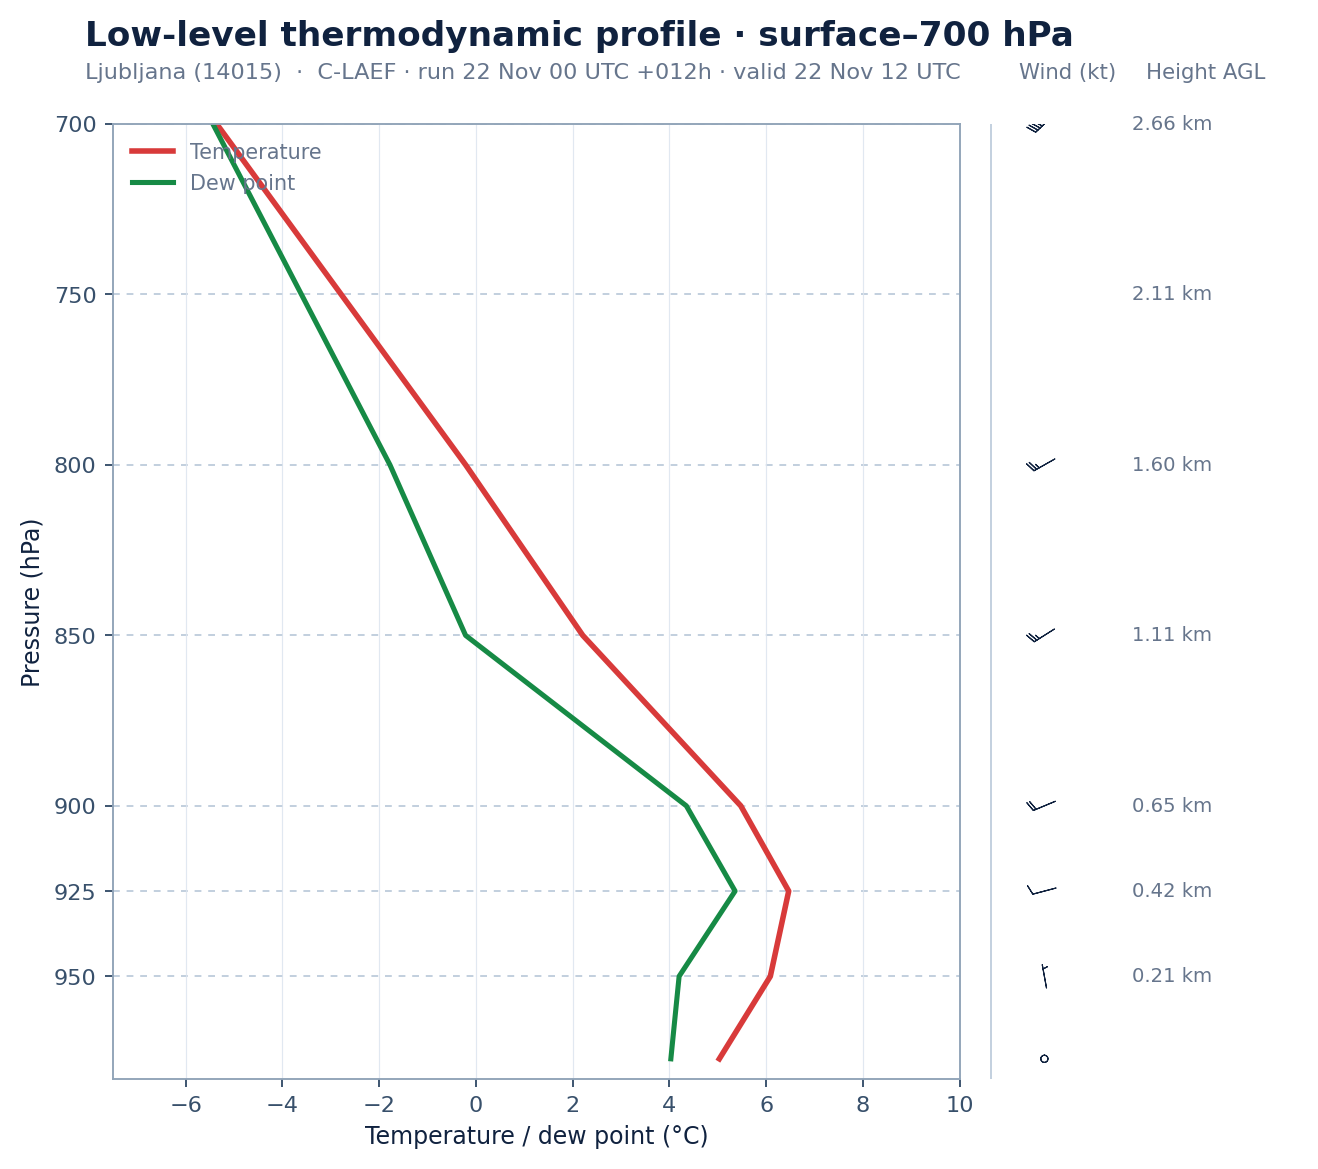 Low-level thermodynamic profile · surface–700 hPa
Ljubljana (14015) · C-LAEF · run 22 Nov 00 UTC +012h · valid 22 Nov 12 UTC
Wind (kt)
Height AGL
Temperature
Dew point
700
750
800
850
900
925
950
2.66 km
2.11 km
1.60 km
1.11 km
0.65 km
0.42 km
0.21 km
Pressure (hPa)
−6
−4
−2
0
2
4
6
8
10
Temperature / dew point (°C)